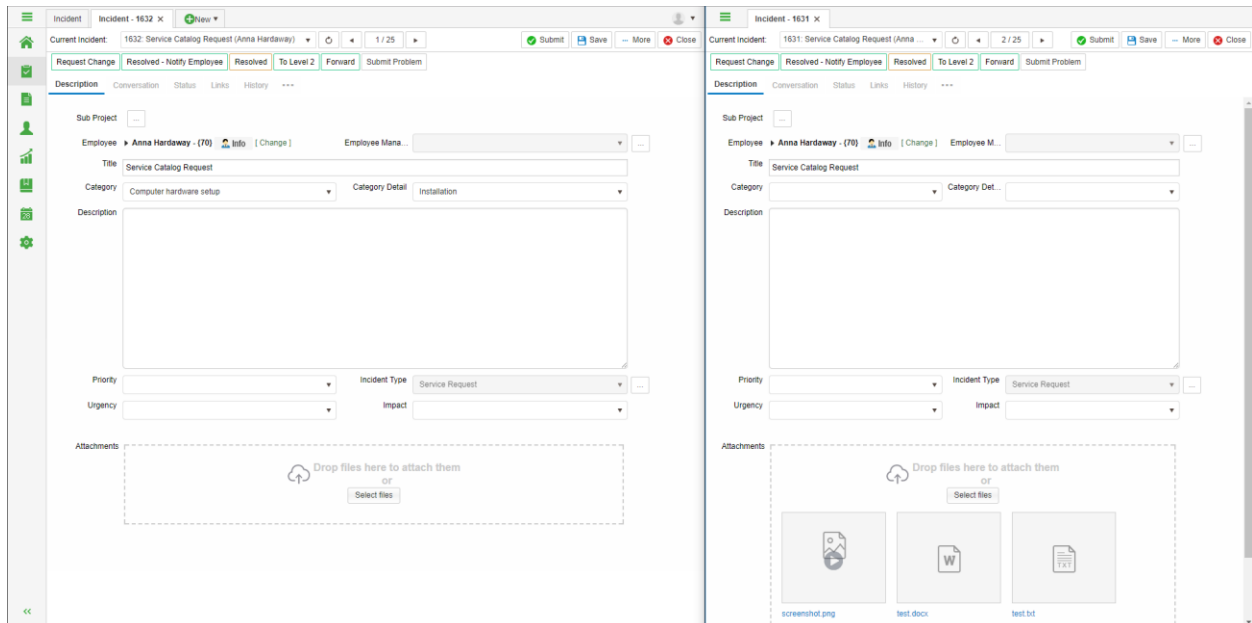 Incident
Incident - 1632 ×
New ▾
Current Incident:
1632: Service Catalog Request (Anna Hardaway)
1 / 25
Submit
Save
More
Close
Request Change
Resolved - Notify Employee
Resolved
To Level 2
Forward
Submit Problem
Description
Conversation
Status
Links
History
Sub Project
...
Employee
Anna Hardaway - (70)
Info
[ Change ]
Employee Mana...
...
Title
Service Catalog Request
Category
Computer hardware setup
Category Detail
Installation
Description
Priority
Incident Type
Service Request
...
Urgency
Impact
Attachments
Drop files here to attach them
or
Select files
28
Incident - 1631 ×
Current Incident:
1631: Service Catalog Request (Anna ...
2 / 25
Submit
Save
More
Close
Request Change
Resolved - Notify Employee
Resolved
To Level 2
Forward
Submit Problem
Description
Conversation
Status
Links
History
Sub Project
...
Employee
Anna Hardaway - (70)
Info
[ Change ]
Employee M...
...
Title
Service Catalog Request
Category
Category Det...
Description
Priority
Incident Type
Service Request
...
Urgency
Impact
Attachments
Drop files here to attach them
or
Select files
W
TXT
screenshot.png
test.docx
test.txt